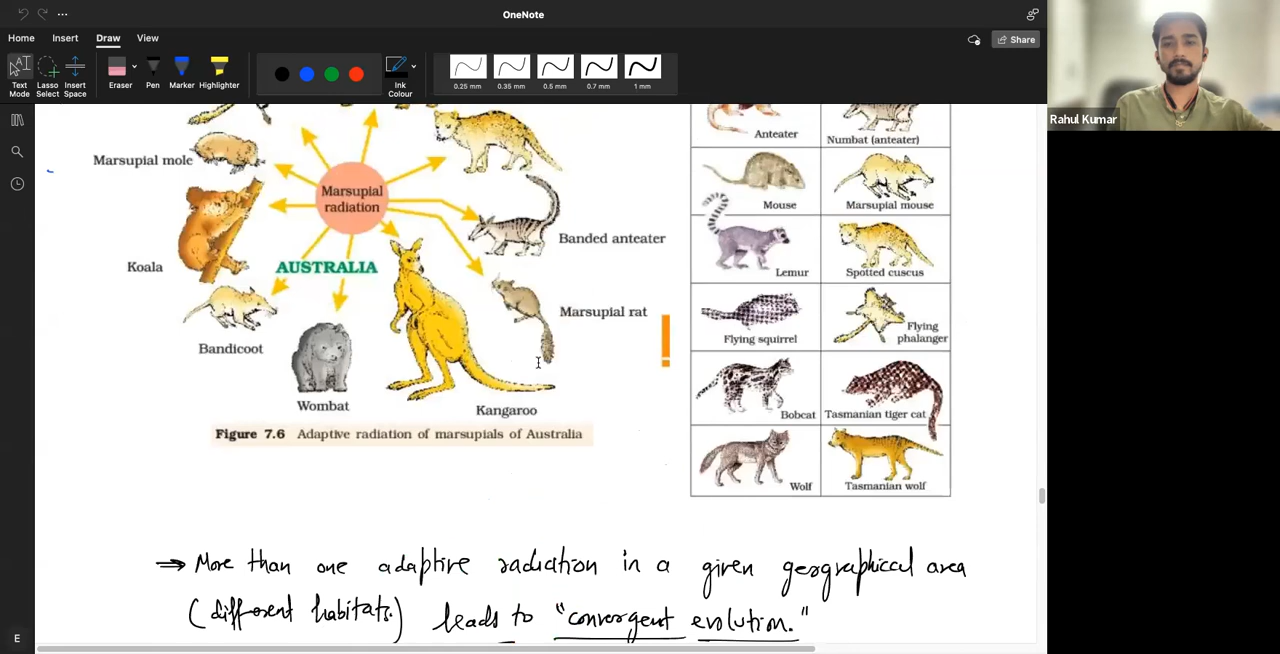 OneNote
Home Insert Draw View
Share
Text Mode
Lasso Select
Insert Space
Eraser
Pen
Marker
Highlighter
Ink Colour
0.25 mm
0.35 mm
0.5 mm
0.7 mm
1 mm
Rahul Kumar
Marsupial mole
Marsupial
radiation
Koala
AUSTRALIA
Banded anteater
Marsupial rat
Bandicoot
Wombat
Kangaroo
Figure 7.6 Adaptive radiation of marsupials of Australia
Anteater
Numbat (anteater)
Mouse
Marsupial mouse
Lemur
Spotted cuscus
Flying squirrel
Flying
phalanger
Bobcat
Tasmanian tiger cat
Wolf
Tasmanian wolf
⇒ More than one adaptive radiation in a given geographical area
(different habitats.) leads to "convergent evolution."
E